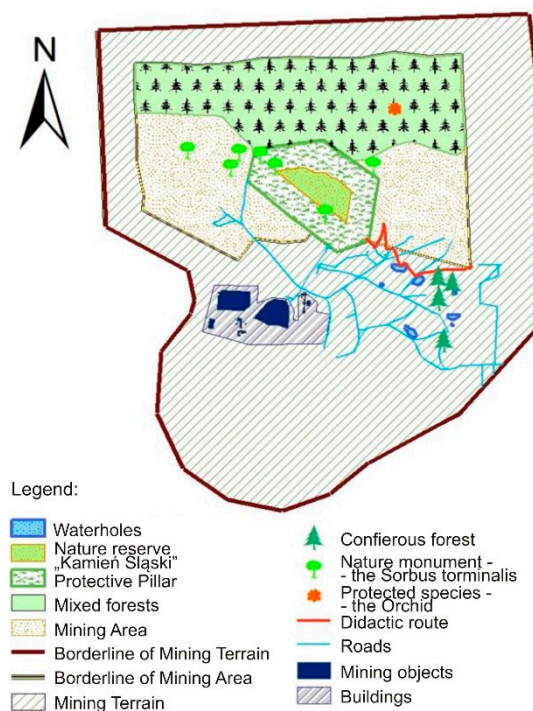 N
Legend:
Waterholes
Nature reserve
„Kamień Śląski”
Protective Pillar
Mixed forests
Mining Area
Borderline of Mining Terrain
Borderline of Mining Area
Mining Terrain
Confierous forest
Nature monument -
- the Sorbus torminalis
Protected species -
- the Orchid
Didactic route
Roads
Mining objects
Buildings